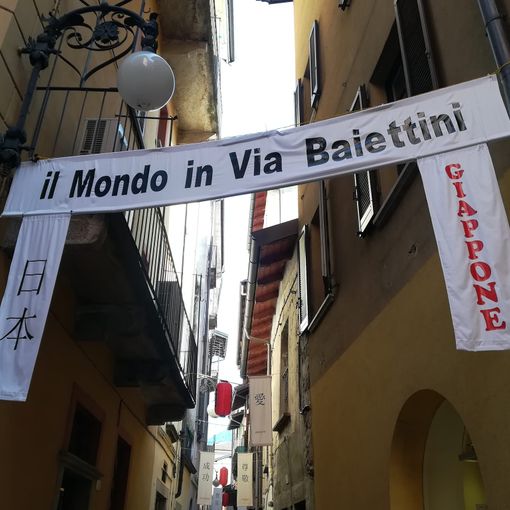 il Mondo in Via Baiettini
日本
GIAPPONE
愛
成功
尊敬